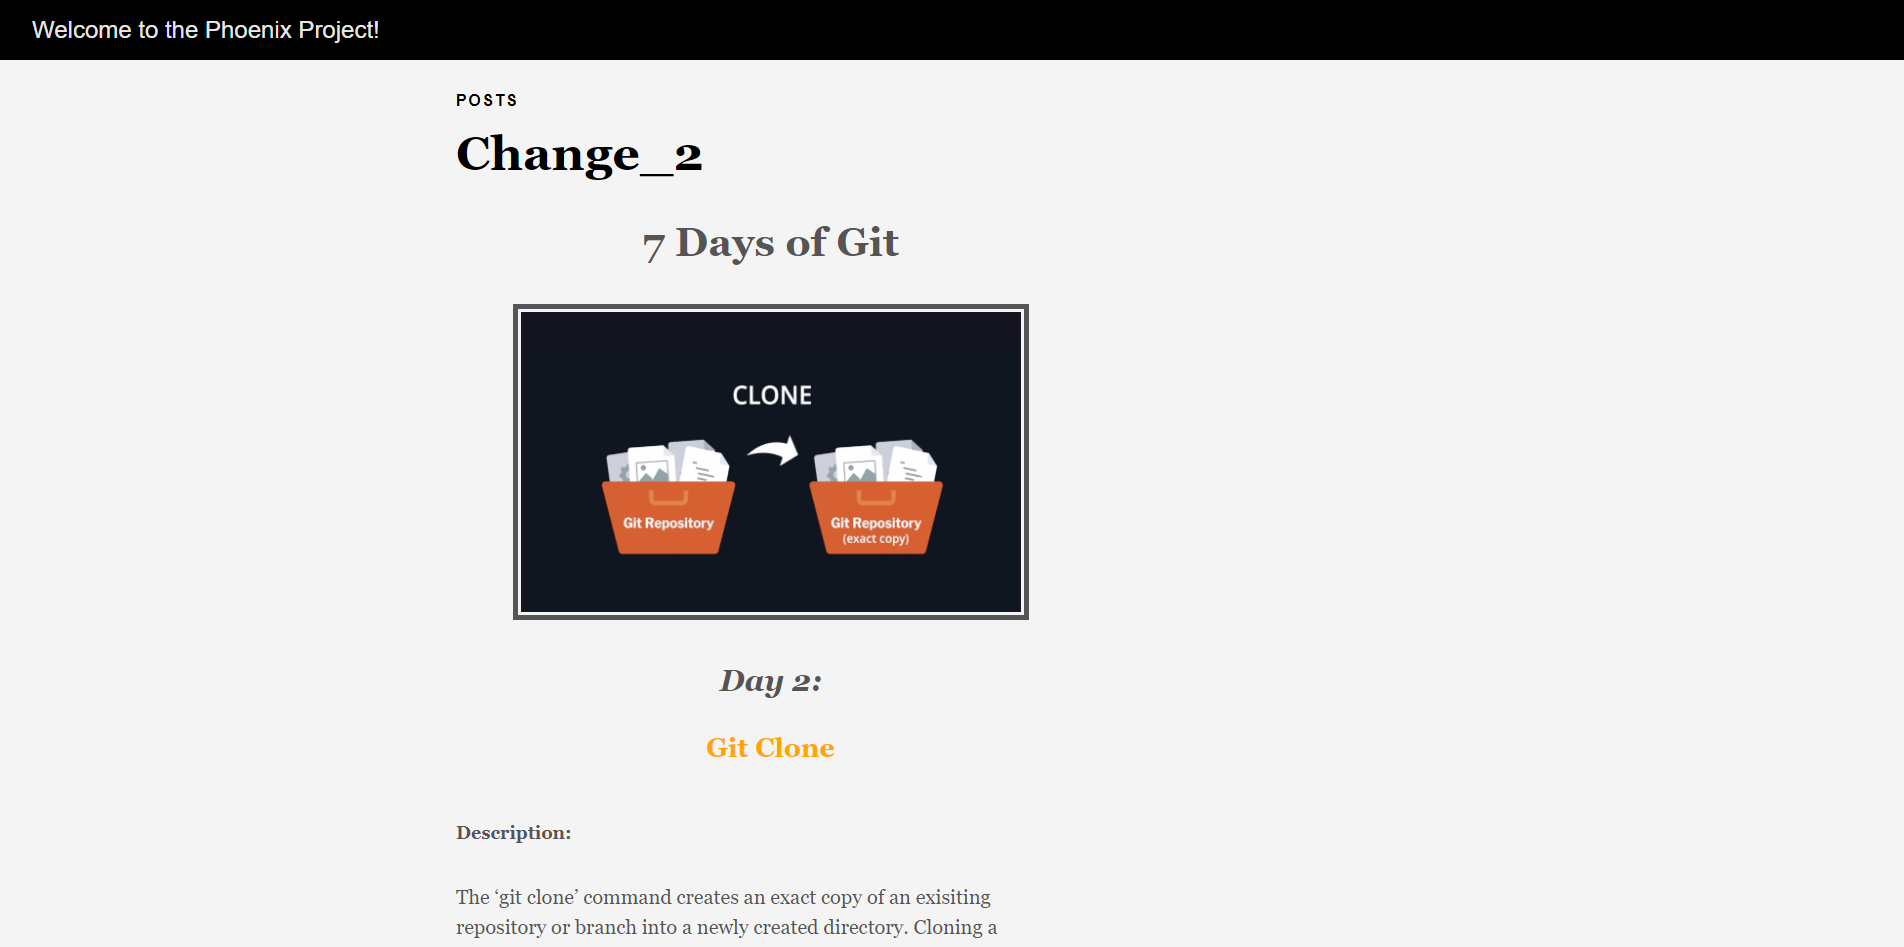 Welcome to the Phoenix Project!
POSTS
Change_2
7 Days of Git
CLONE
Git Repository
Git Repository
(exact copy)
Day 2:
Git Clone
Description:
The ‘git clone’ command creates an exact copy of an exisiting
repository or branch into a newly created directory. Cloning a